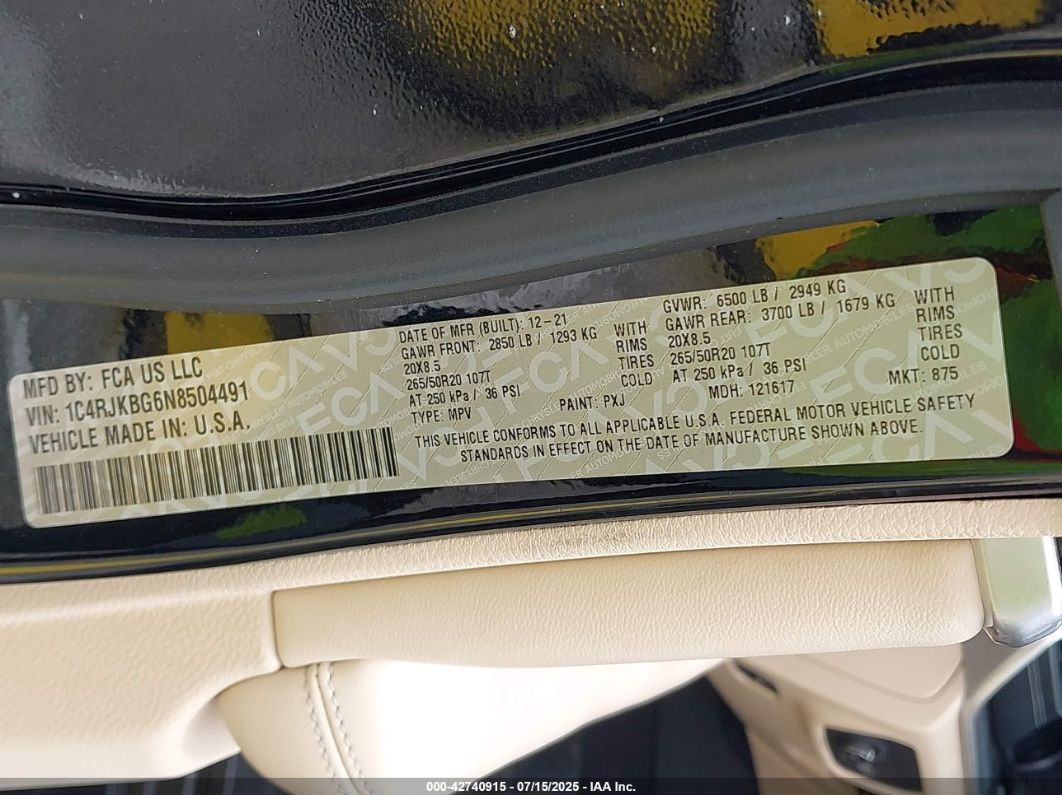 MFD BY: FCA US LLC
VIN: 1C4RJKBG6N8504491
VEHICLE MADE IN: U.S.A.
DATE OF MFR (BUILT): 12-21
GAWR FRONT: 2850 LB / 1293 KG WITH
20X8.5 RIMS
265/50R20 107T TIRES
AT 250 kPa / 36 PSI COLD
TYPE: MPV PAINT: PXJ
GVWR: 6500 LB / 2949 KG
GAWR REAR: 3700 LB / 1679 KG WITH
20X8.5 RIMS
265/50R20 107T TIRES
AT 250 kPa / 36 PSI COLD
MDH: 121617 MKT: 875
THIS VEHICLE CONFORMS TO ALL APPLICABLE U.S.A. FEDERAL MOTOR VEHICLE SAFETY
STANDARDS IN EFFECT ON THE DATE OF MANUFACTURE SHOWN ABOVE.
000-42740915 - 07/15/2025 - IAA Inc.